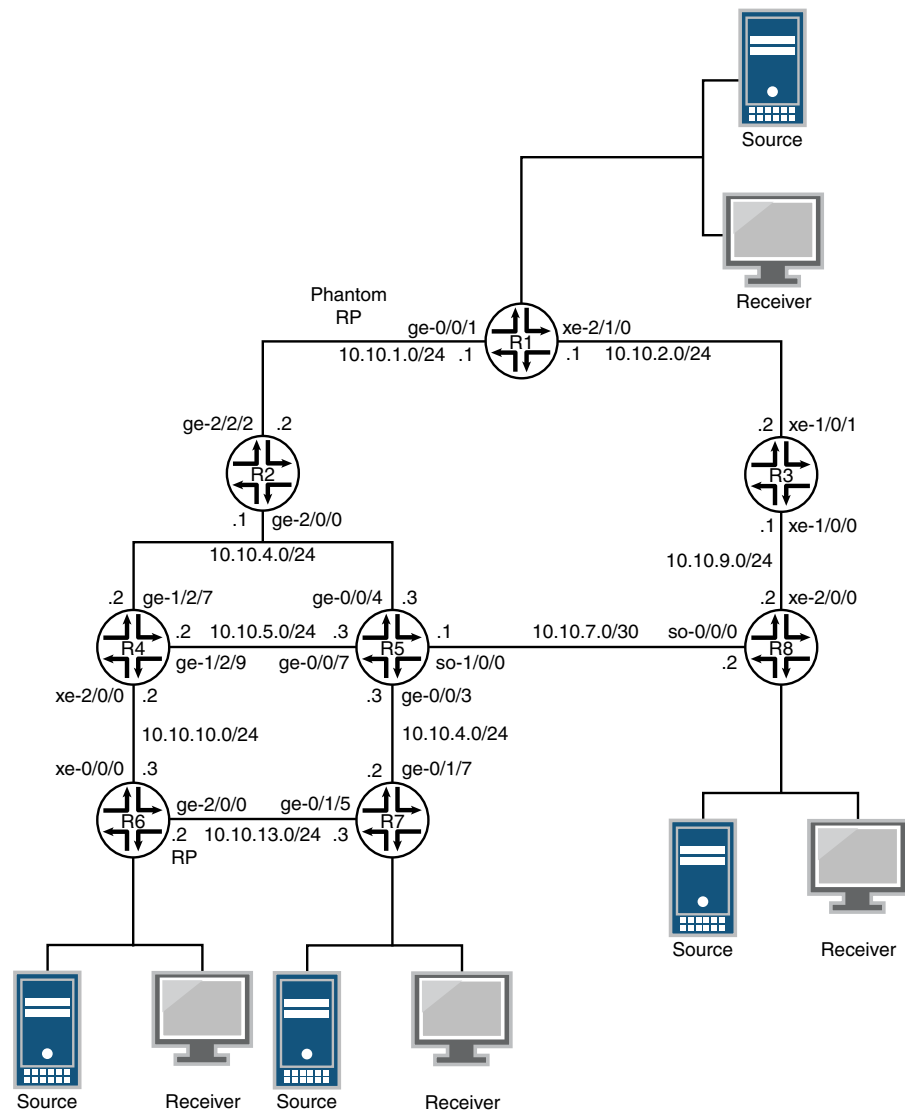 Source
Receiver
Phantom
RP
ge-0/0/1
xe-2/1/0
R1
10.10.1.0/24 .1
.1 10.10.2.0/24
ge-2/2/2 .2
.2 xe-1/0/1
R2
R3
.1 ge-2/0/0
.1 xe-1/0/0
10.10.4.0/24
10.10.9.0/24
.2 ge-1/2/7
ge-0/0/4 .3
.2 xe-2/0/0
.2 10.10.5.0/24 .3
.1 10.10.7.0/30 so-0/0/0
R4
R5
R8
ge-1/2/9 ge-0/0/7
so-1/0/0
.2
xe-2/0/0 .2
.3 ge-0/0/3
10.10.10.0/24
10.10.4.0/24
xe-0/0/0 .3
.2 ge-0/1/7
ge-2/0/0 ge-0/1/5
R6
R7
.2 10.10.13.0/24 .3
RP
Source
Receiver
Source
Receiver
Source
Receiver